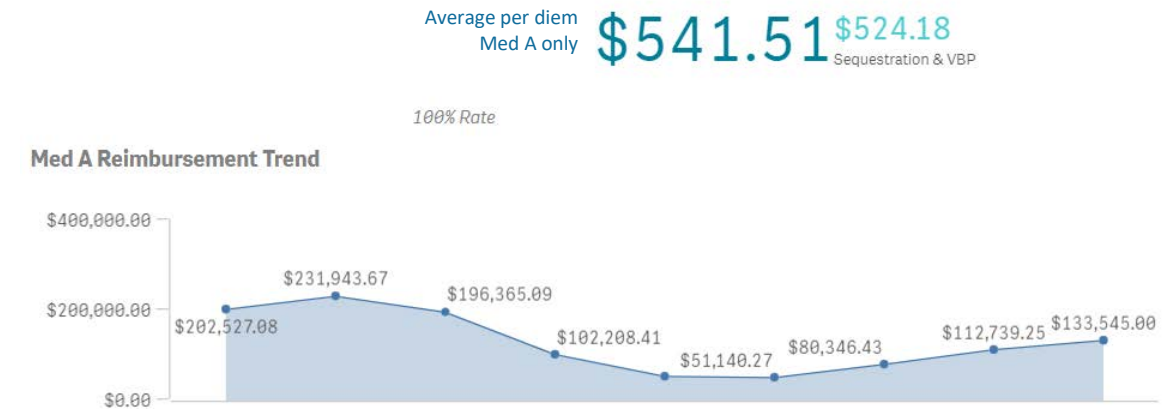 Average per diem
Med A only
$541.51
$524.18
Sequestration & VBP
100% Rate
Med A Reimbursement Trend
$400,000.00
$200,000.00
$0.00
$202,527.08
$231,943.67
$196,365.09
$102,208.41
$51,140.27
$80,346.43
$112,739.25
$133,545.00